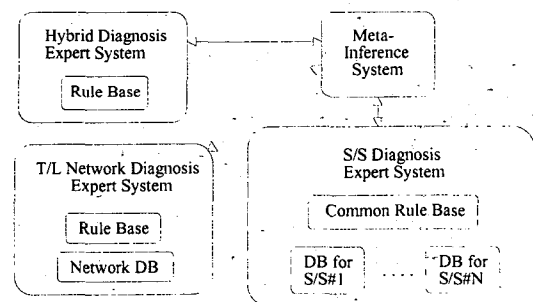 Hybrid Diagnosis
Expert System
Rule Base
Meta-
Inference
System
T/L Network Diagnosis
Expert System
Rule Base
Network DB
S/S Diagnosis
Expert System
Common Rule Base
DB for
S/S#1
.....
DB for
S/S#N